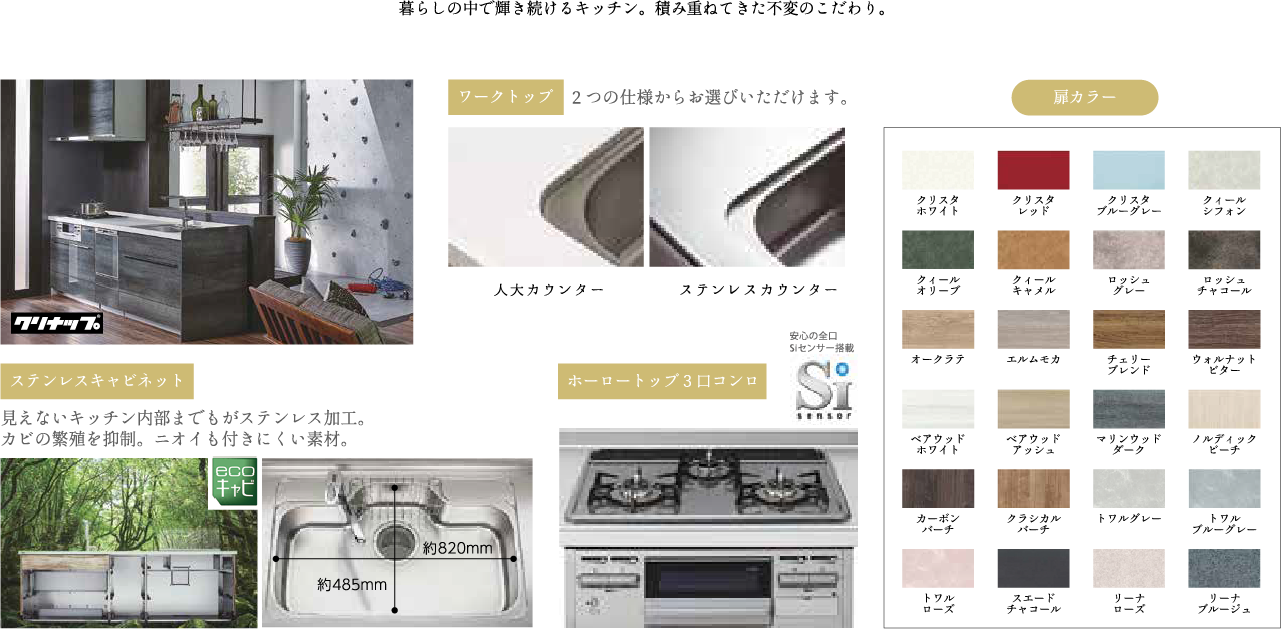 暮らしの中で輝き続けるキッチン。積み重ねてきた不変のこだわり。
クリナップ
ワークトップ
2つの仕様からお選びいただけます。
人大カウンター
ステンレスカウンター
ステンレスキャビネット
見えないキッチン内部までもがステンレス加工。
カビの繁殖を抑制。ニオイも付きにくい素材。
eco
キャビ
約820mm
約485mm
ホーロートップ3口コンロ
安心の全口
Siセンサー搭載
Si
SENSOR
扉カラー
クリスタ
ホワイト
クリスタ
レッド
クリスタ
ブルーグレー
クィール
シフォン
クィール
オリーブ
クィール
キャメル
ロッシュ
グレー
ロッシュ
チャコール
オークラテ
エルムモカ
チェリー
ブレンド
ウォルナット
ビター
ペアウッド
ホワイト
ペアウッド
アッシュ
マリンウッド
ダーク
ノルディック
ビーチ
カーボン
バーチ
クラシカル
バーチ
トワルグレー
トワル
ブルーグレー
トワル
ローズ
スエード
チャコール
リーナ
ローズ
リーナ
ブルージュ